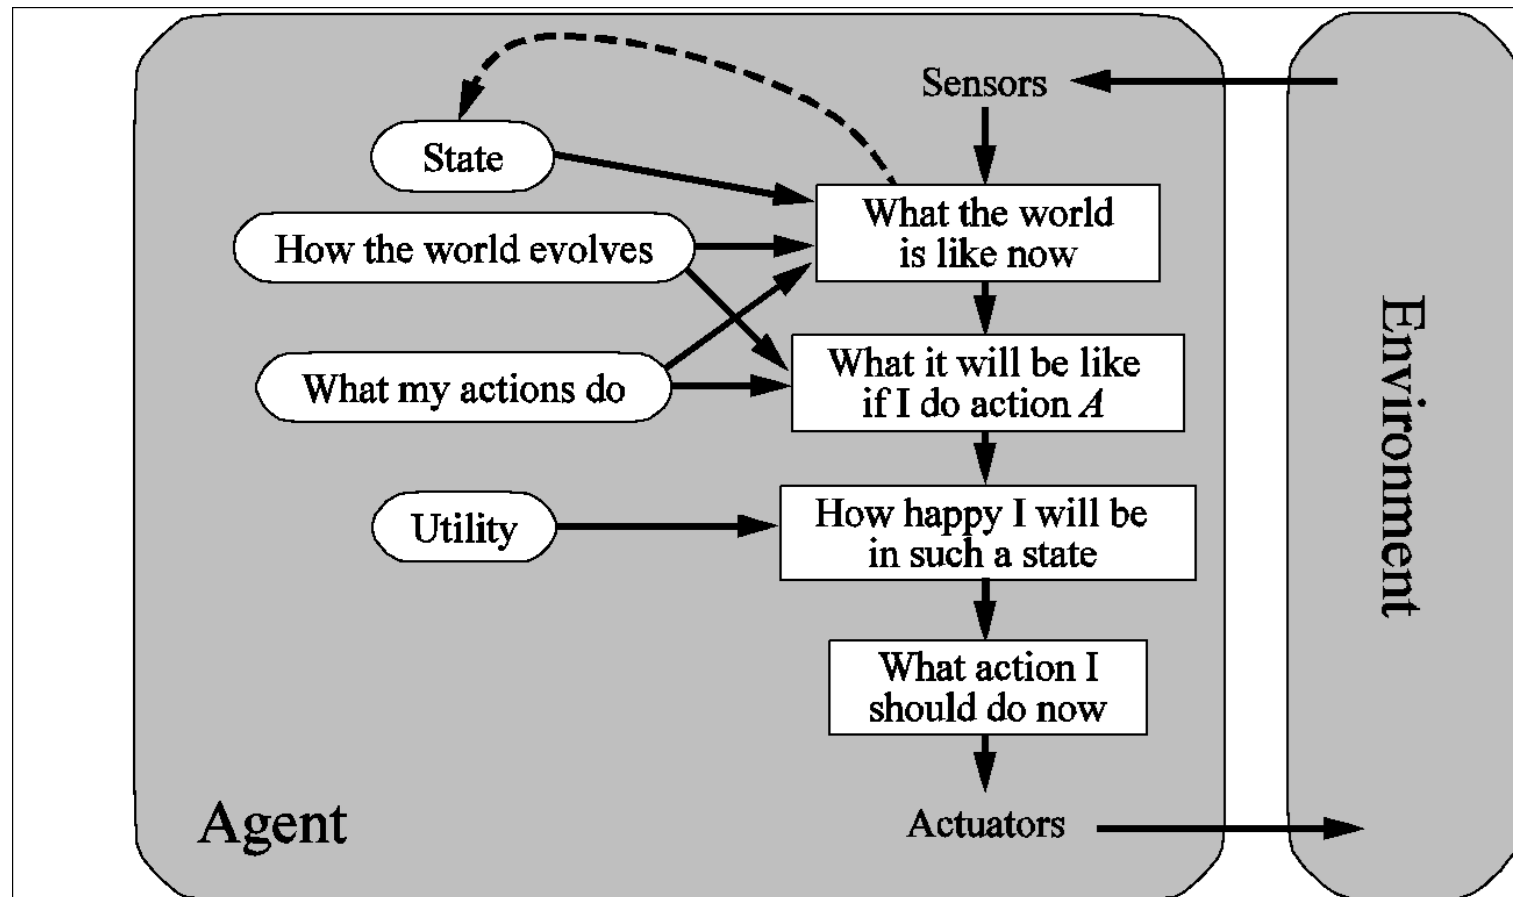 Sensors
State
What the world
is like now
How the world evolves
What it will be like
if I do action A
What my actions do
How happy I will be
in such a state
Utility
What action I
should do now
Agent
Actuators
Environment